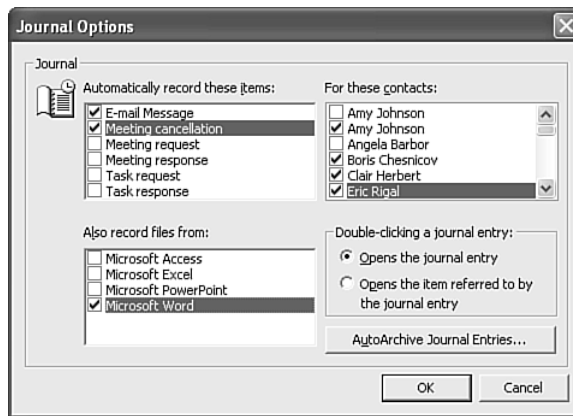 Journal Options
Journal
Automatically record these items:
E-mail Message
Meeting cancellation
Meeting request
Meeting response
Task request
Task response
For these contacts:
Amy Johnson
Amy Johnson
Angela Barbor
Boris Chesnicov
Clair Herbert
Eric Rigal
Also record files from:
Microsoft Access
Microsoft Excel
Microsoft PowerPoint
Microsoft Word
Double-clicking a journal entry:
Opens the journal entry
Opens the item referred to by
the journal entry
AutoArchive Journal Entries...
OK
Cancel